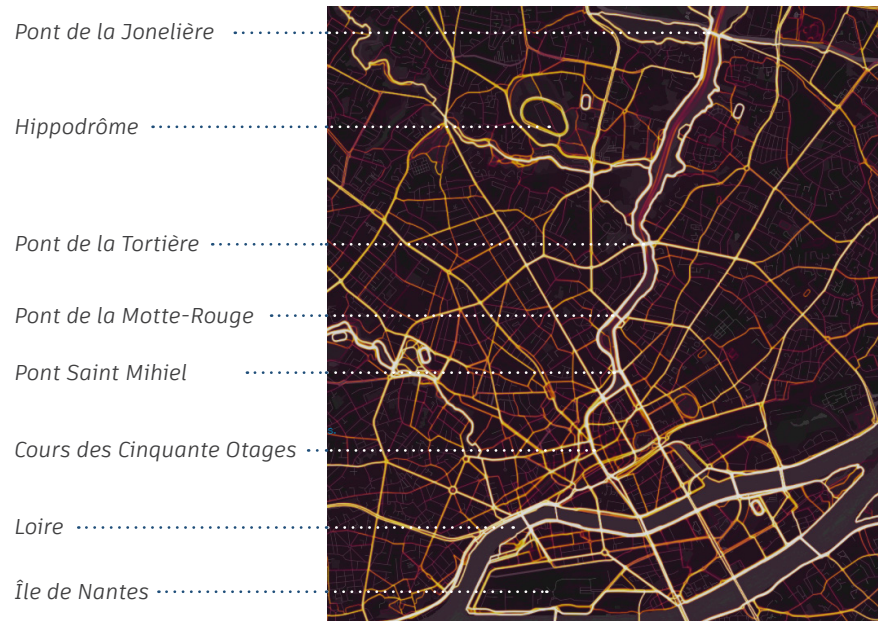 Pont de la Jonelière
Hippodrôme
Pont de la Tortière
Pont de la Motte-Rouge
Pont Saint Mihiel
Cours des Cinquante Otages
Loire
Île de Nantes